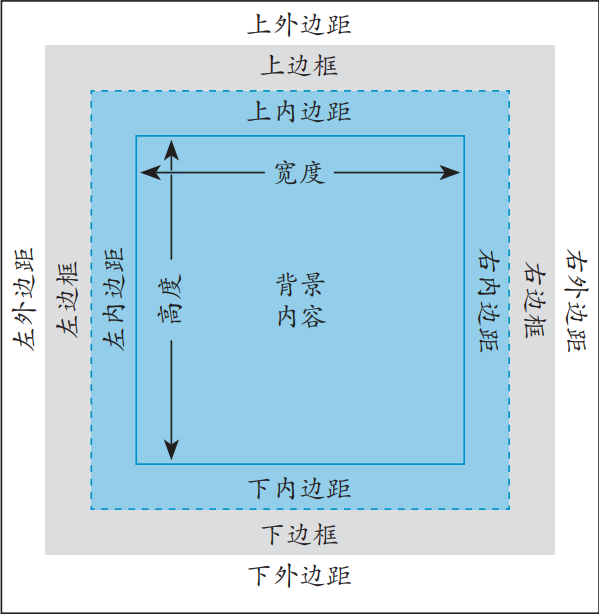 上外边距
上边框
上内边距
宽度
左外边距
左边框
左内边距
高度
背景
内容
右内边距
右边框
右外边距
下内边距
下边框
下外边距